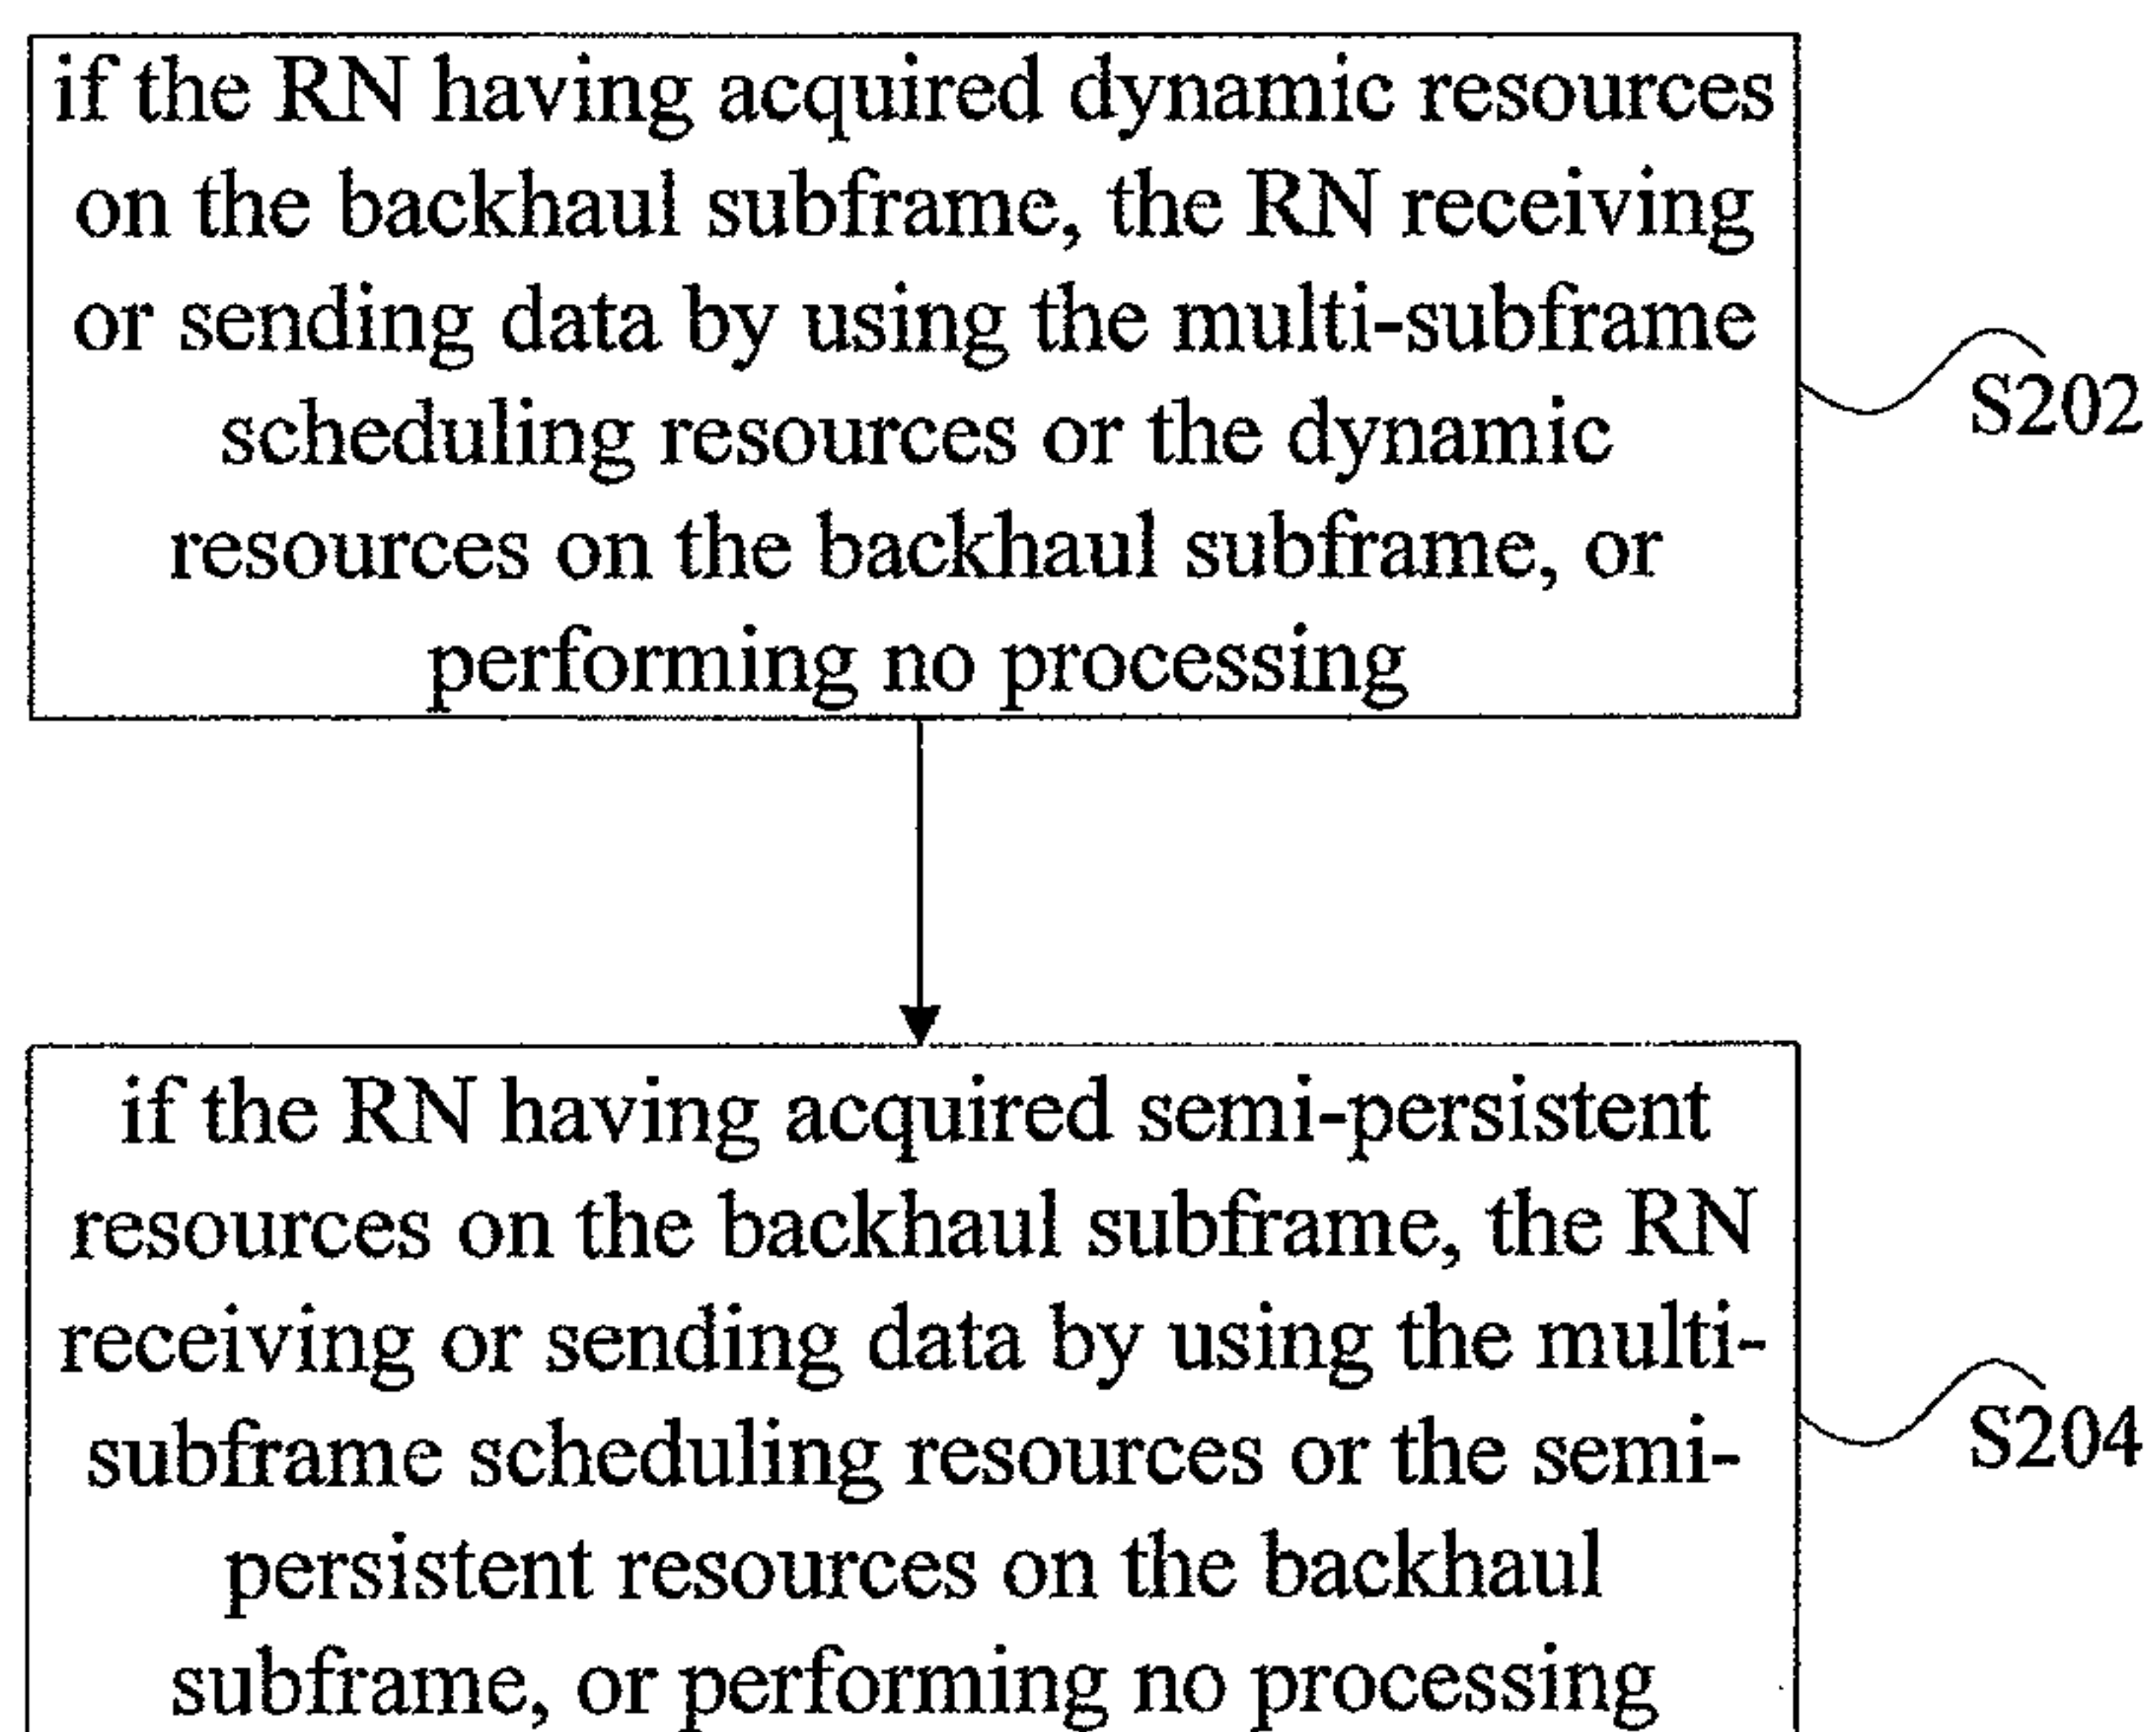 if the RN having acquired dynamic resources
on the backhaul subframe, the RN receiving
or sending data by using the multi-subframe
scheduling resources or the dynamic
resources on the backhaul subframe, or
performing no processing
S202
if the RN having acquired semi-persistent
resources on the backhaul subframe, the RN
receiving or sending data by using the multi-
subframe scheduling resources or the semi-
persistent resources on the backhaul
subframe, or performing no processing
S204